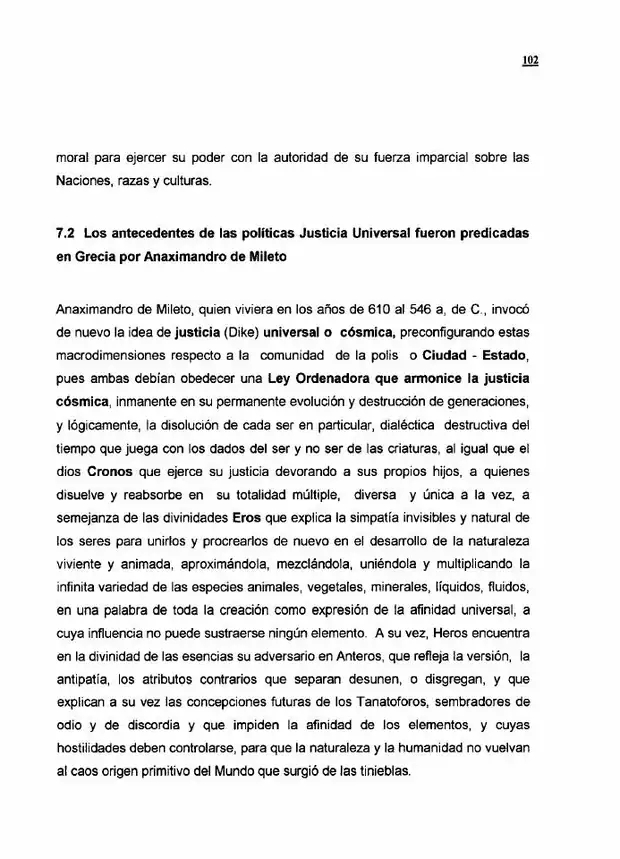 102
moral para ejercer su poder con la autoridad de su fuerza imparcial sobre las
Naciones, razas y culturas.
7.2 Los antecedentes de las políticas Justicia Universal fueron predicadas
en Grecia por Anaximandro de Mileto
Anaximandro de Mileto, quien viviera en los años de 610 al 546 a, de C., invocó
de nuevo la idea de justicia (Dike) universal o cósmica, preconfigurando estas
macrodimensiones respecto a la comunidad de la polis o Ciudad - Estado,
pues ambas debían obedecer una Ley Ordenadora que armonice la justicia
cósmica, inmanente en su permanente evolución y destrucción de generaciones,
y lógicamente, la disolución de cada ser en particular, dialéctica destructiva del
tiempo que juega con los dados del ser y no ser de las criaturas, al igual que el
dios Cronos que ejerce su justicia devorando a sus propios hijos, a quienes
disuelve y reabsorbe en su totalidad múltiple, diversa y única a la vez, a
semejanza de las divinidades Eros que explica la simpatía invisibles y natural de
los seres para unirlos y procrearlos de nuevo en el desarrollo de la naturaleza
viviente y animada, aproximándola, mezclándola, uniéndola y multiplicando la
infinita variedad de las especies animales, vegetales, minerales, líquidos, fluidos,
en una palabra de toda la creación como expresión de la afinidad universal, a
cuya influencia no puede sustraerse ningún elemento. A su vez, Heros encuentra
en la divinidad de las esencias su adversario en Anteros, que refleja la versión, la
antipatía, los atributos contrarios que separan desunen, o disgregan, y que
explican a su vez las concepciones futuras de los Tanatoforos, sembradores de
odio y de discordia y que impiden la afinidad de los elementos, y cuyas
hostilidades deben controlarse, para que la naturaleza y la humanidad no vuelvan
al caos origen primitivo del Mundo que surgió de las tinieblas.